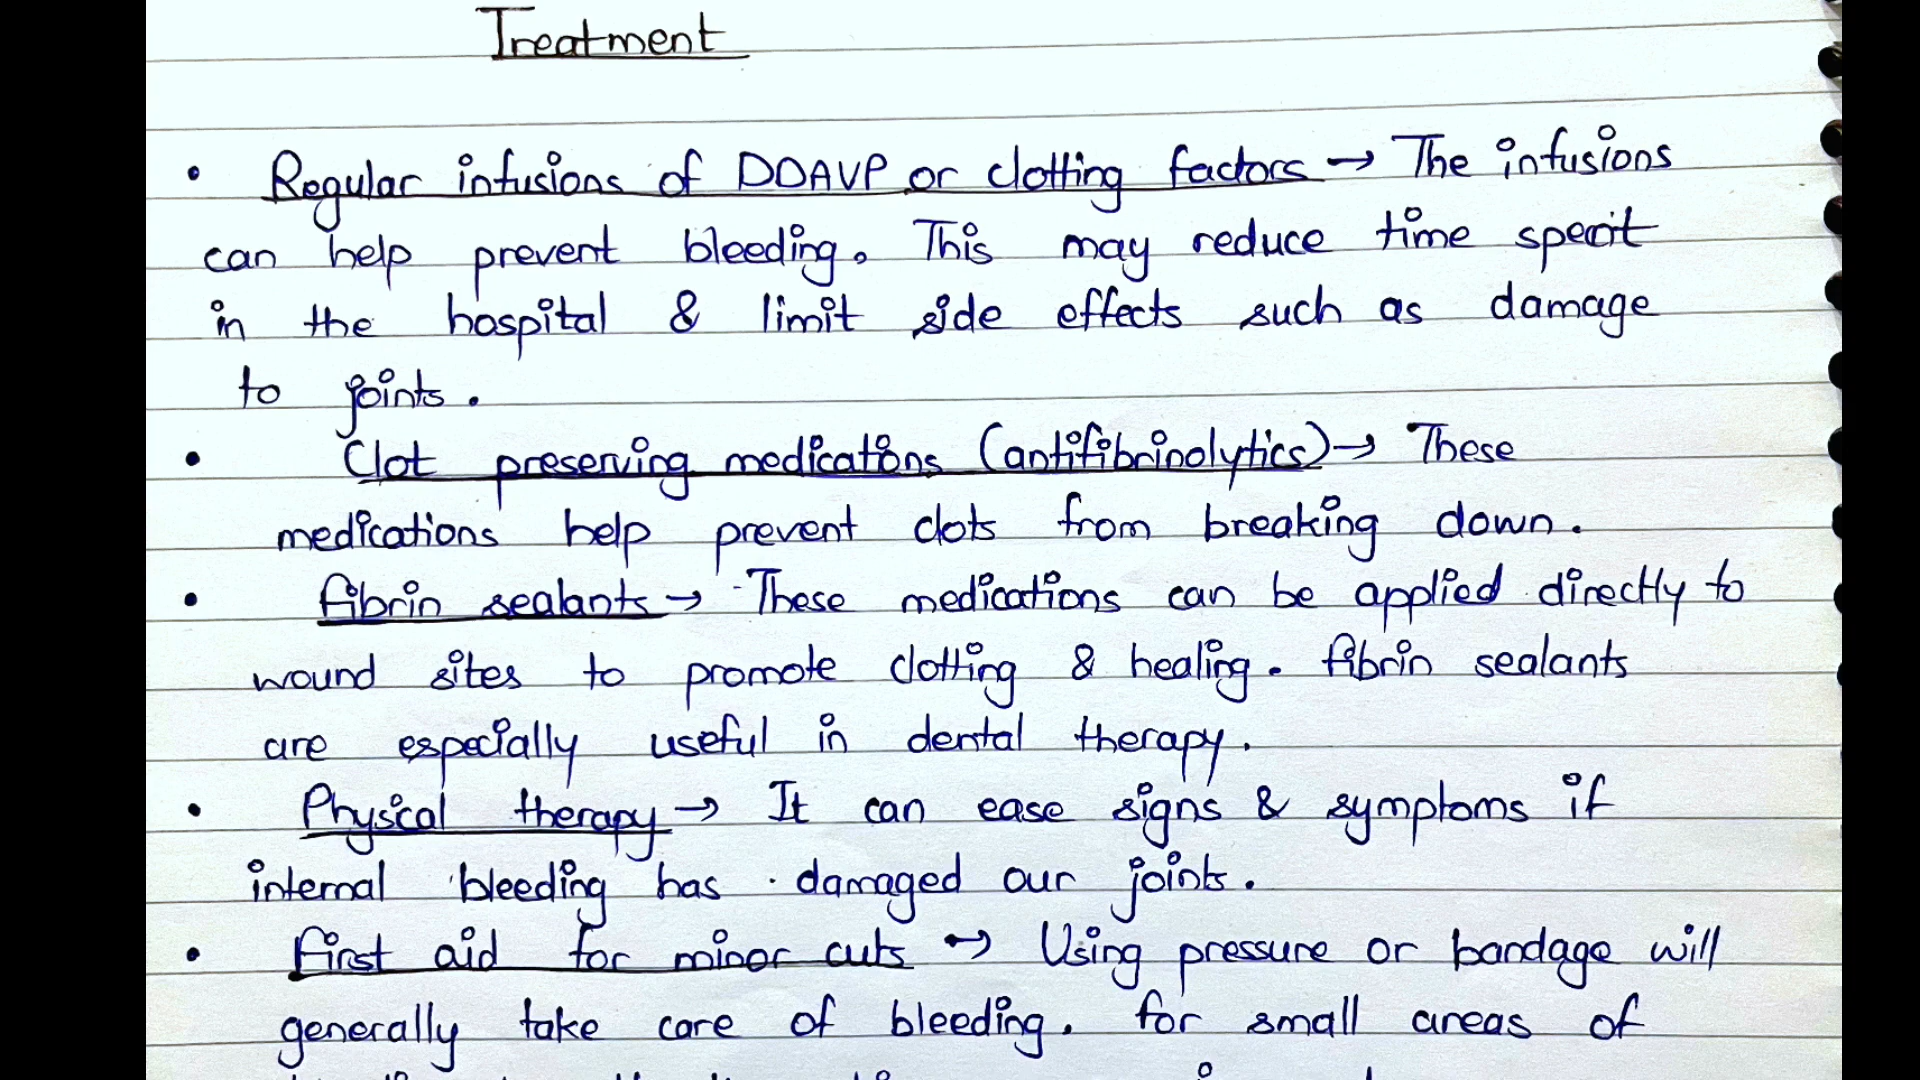 Treatment
• Regular infusions of DDAVP or clotting factors → The infusions
can help prevent bleeding. This may reduce time spent
in the hospital & limit side effects such as damage
to joints.
• Clot preserving medications (antifibrinolytics) → These
medications help prevent clots from breaking down.
• fibrin sealants → These medications can be applied directly to
wound sites to promote clotting & healing. fibrin sealants
are especially useful in dental therapy.
• Physical therapy → It can ease signs & symptoms if
internal bleeding has damaged our joints.
• first aid for minor cuts → Using pressure or bandage will
generally take care of bleeding. for small areas of